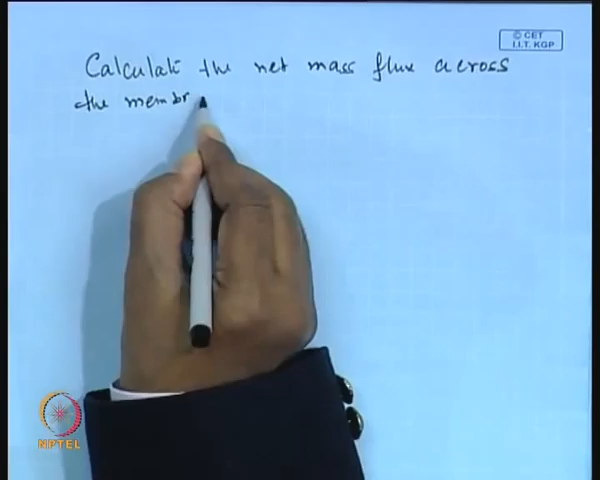 © CET
I.I.T. KGP
Calculate the net mass flux across
the membr
NPTEL